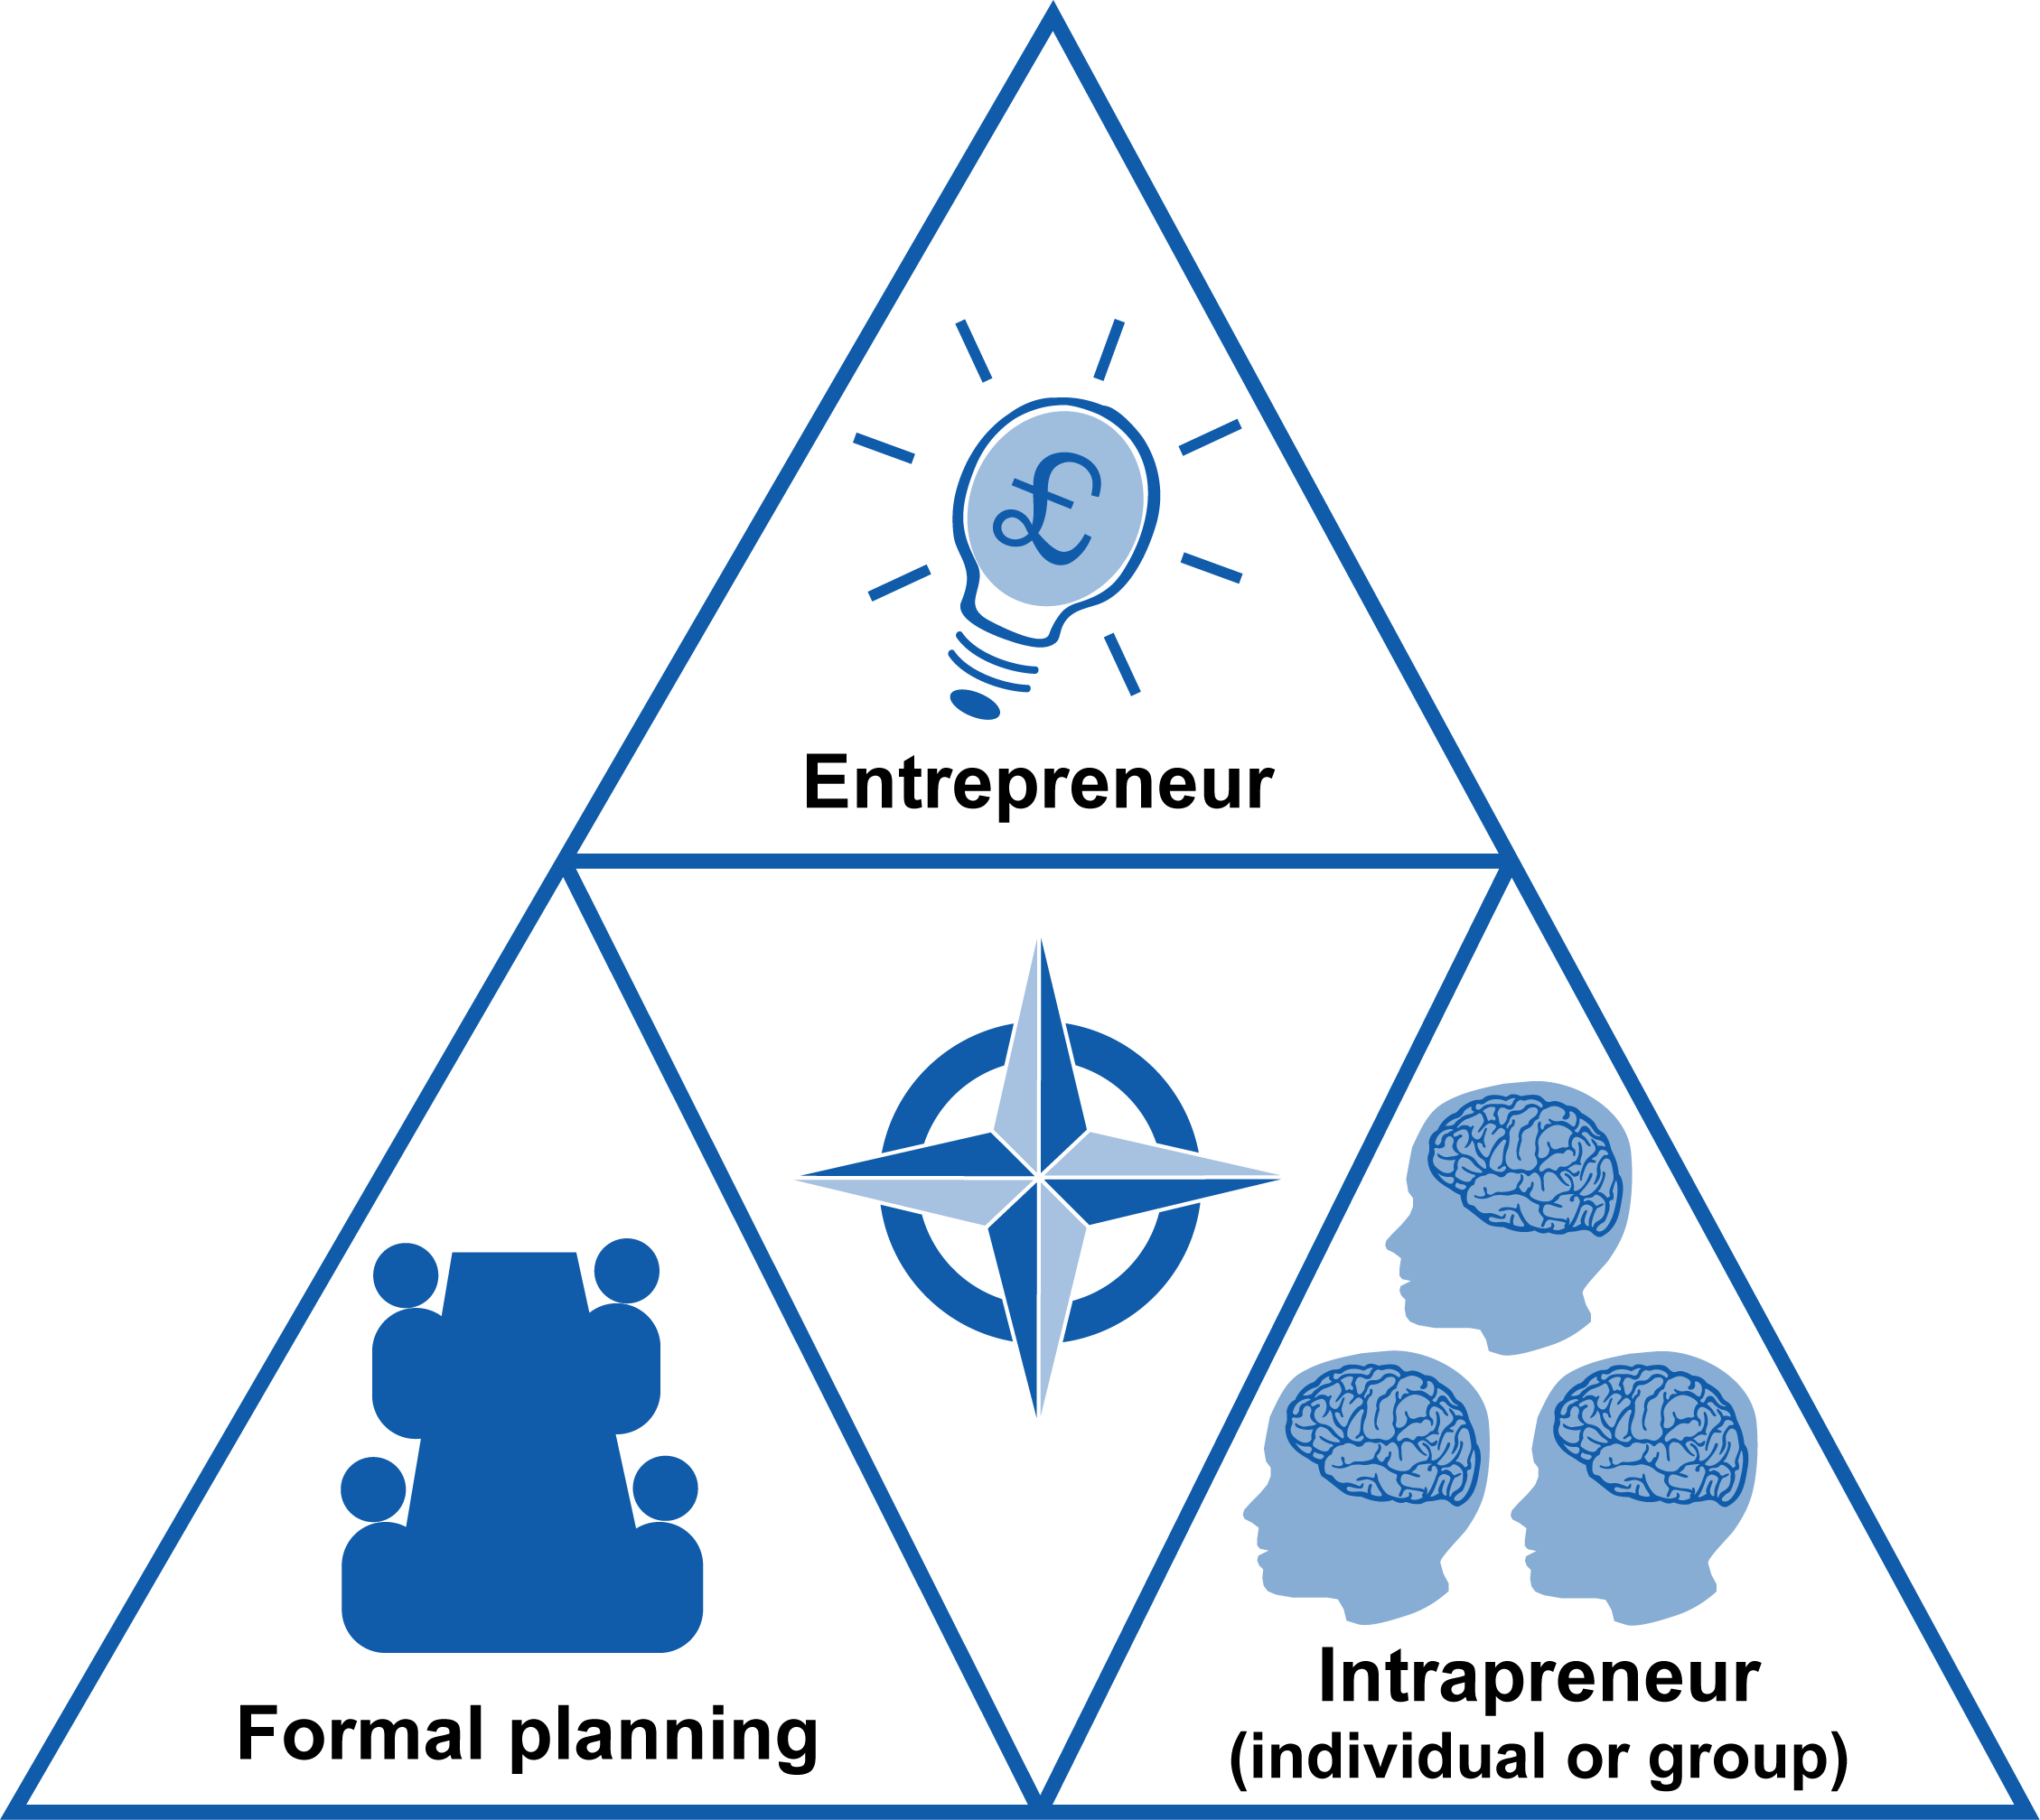 £
Entrepreneur
Formal planning
Intrapreneur
(individual or group)